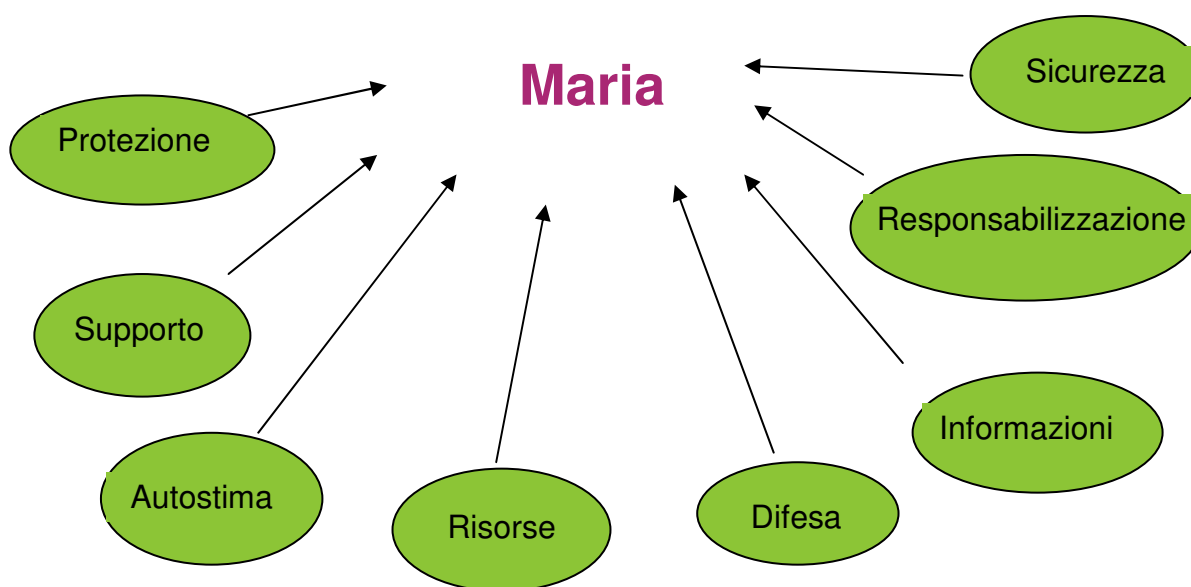 Maria
Sicurezza
Protezione
Responsabilizzazione
Supporto
Informazioni
Autostima
Risorse
Difesa